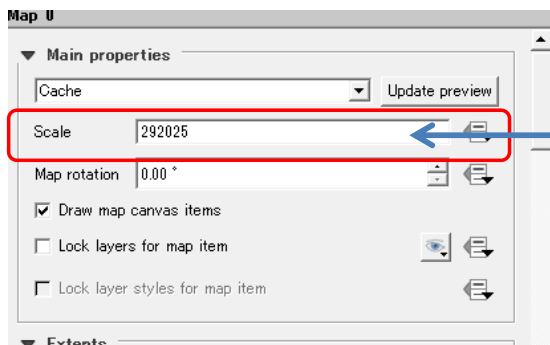 Map 0
Main properties
Cache
Update preview
Scale
292025
Map rotation
0.00 °
Draw map canvas items
Lock layers for map item
Lock layer styles for map item
Extents